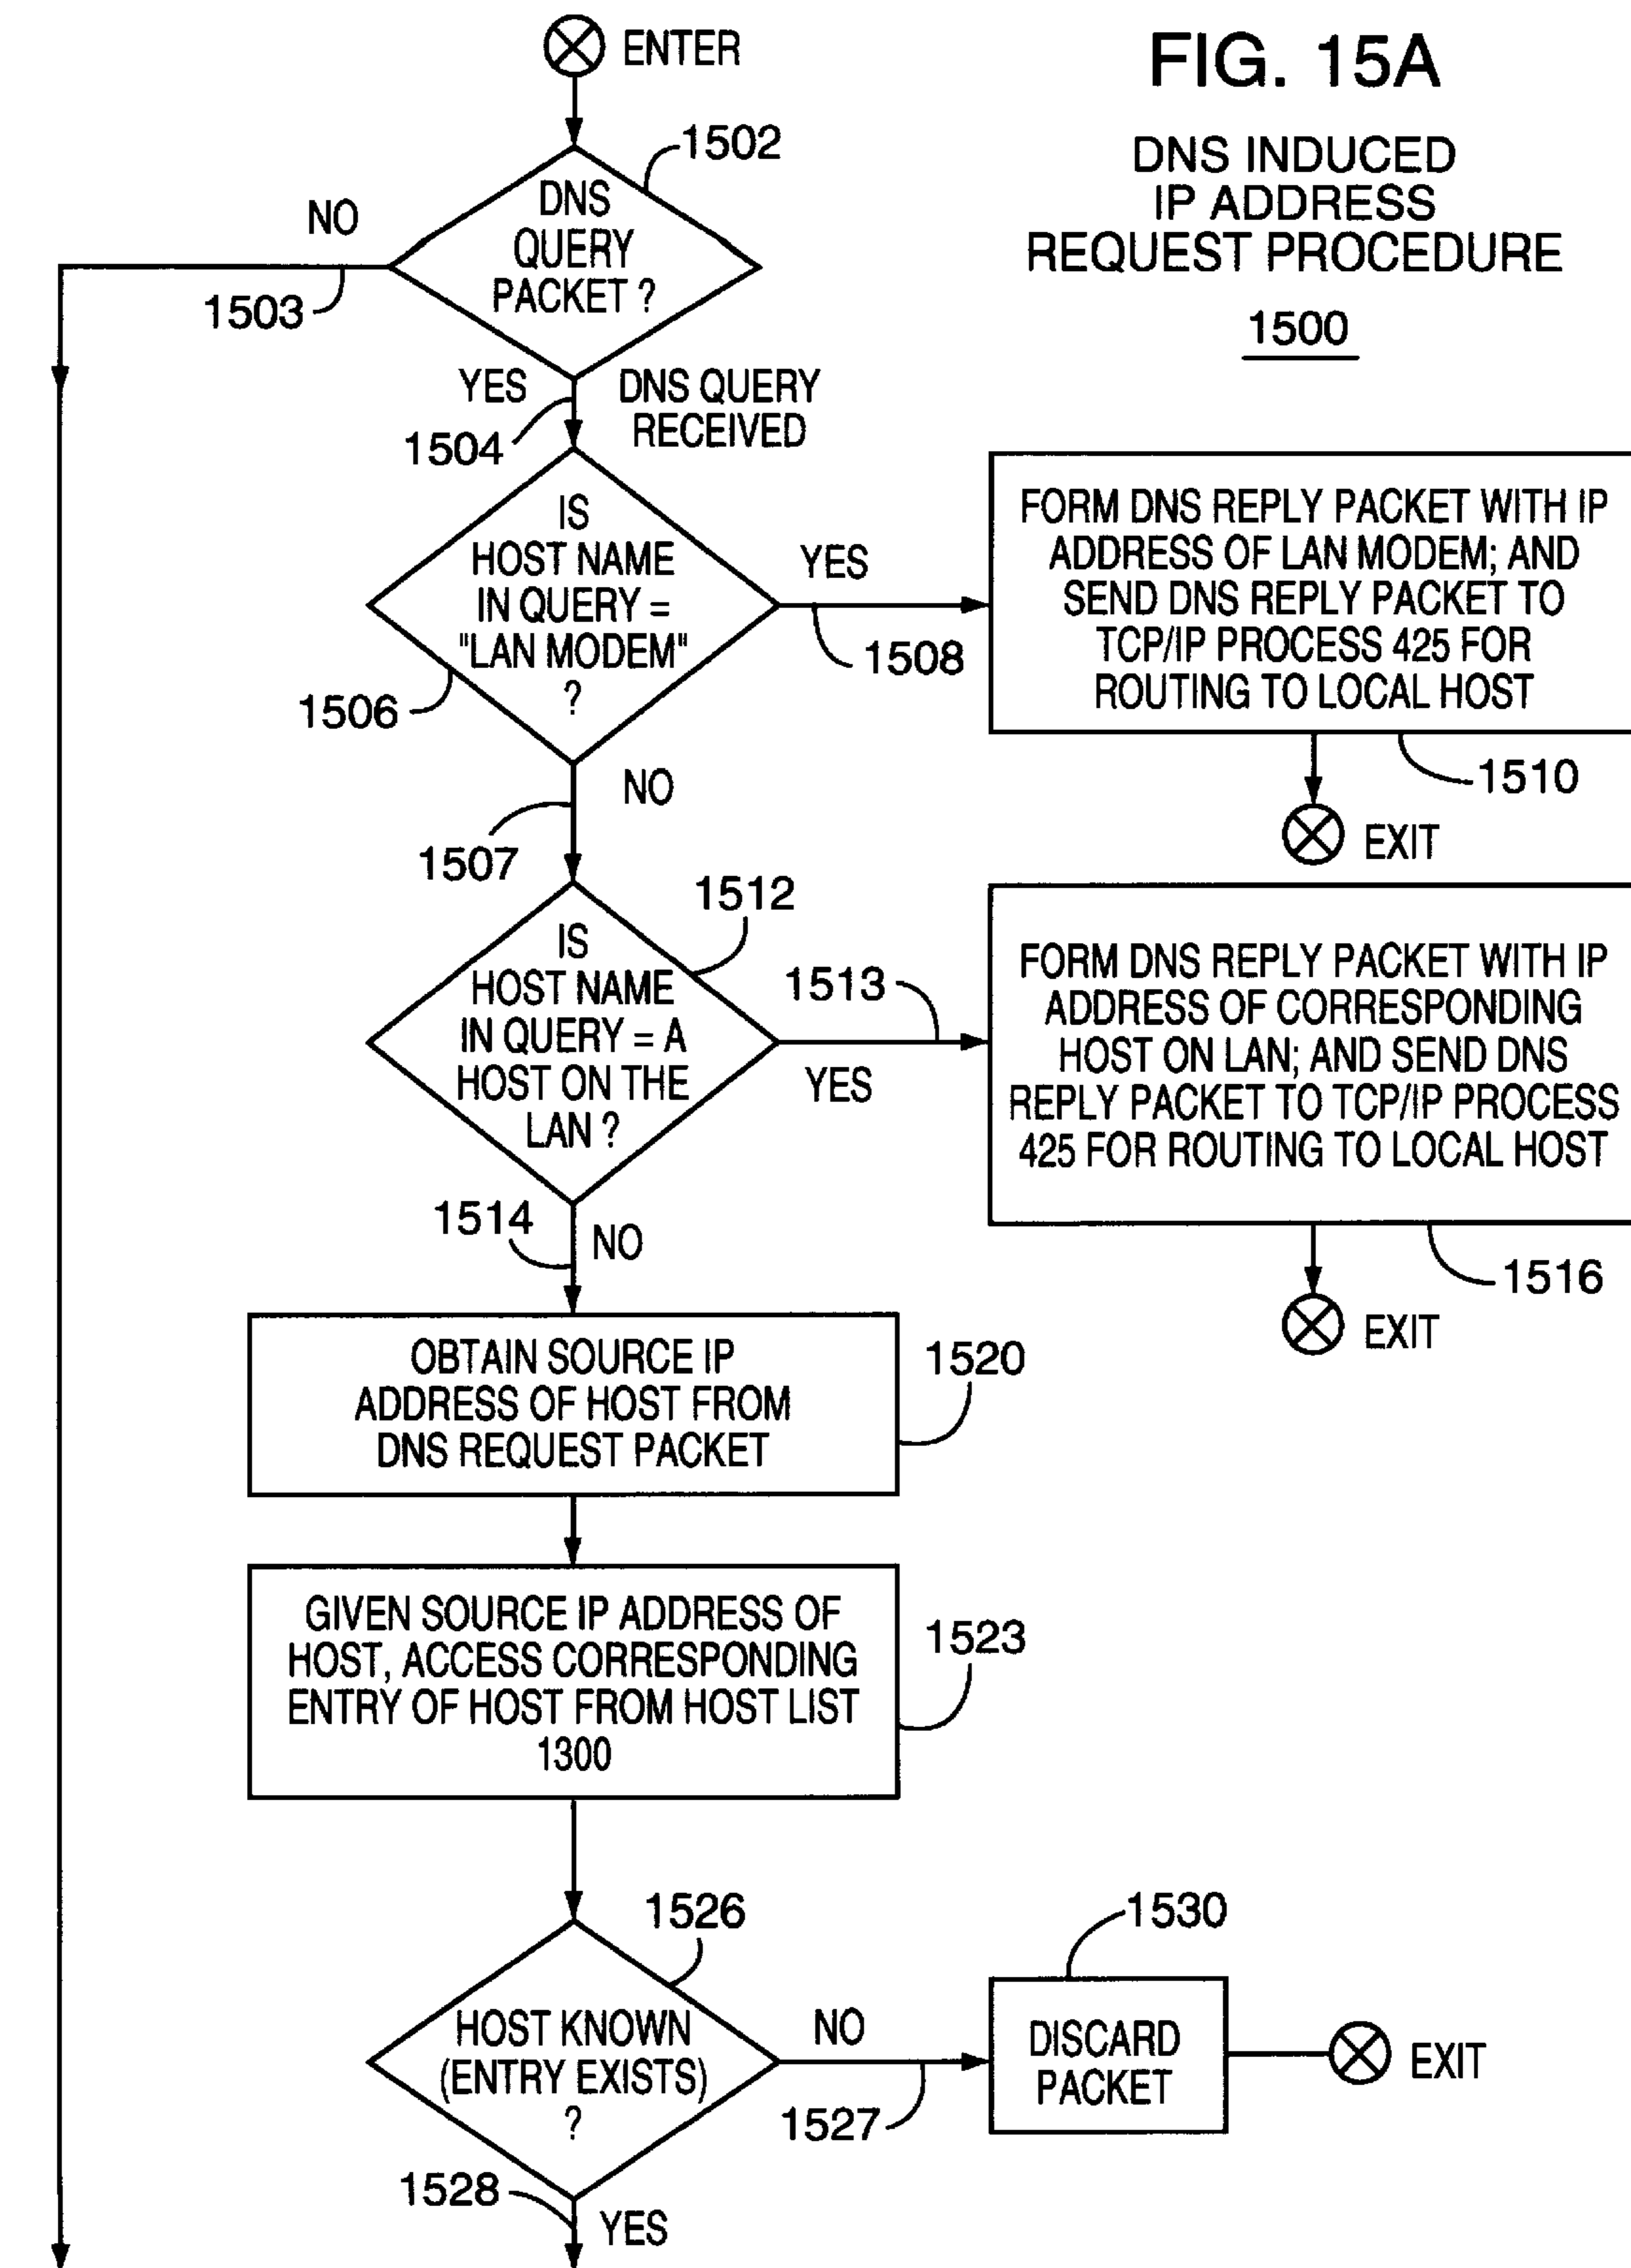 ENTER
FIG. 15A
DNS INDUCED
IP ADDRESS
REQUEST PROCEDURE
1500
1502
DNS
QUERY
PACKET ?
NO
1503
YES
DNS QUERY
RECEIVED
1504
IS
HOST NAME
IN QUERY =
"LAN MODEM"
?
1506
YES
1508
FORM DNS REPLY PACKET WITH IP
ADDRESS OF LAN MODEM; AND
SEND DNS REPLY PACKET TO
TCP/IP PROCESS 425 FOR
ROUTING TO LOCAL HOST
1510
EXIT
NO
1507
1512
IS
HOST NAME
IN QUERY = A
HOST ON THE
LAN ?
1513
YES
FORM DNS REPLY PACKET WITH IP
ADDRESS OF CORRESPONDING
HOST ON LAN; AND SEND DNS
REPLY PACKET TO TCP/IP PROCESS
425 FOR ROUTING TO LOCAL HOST
1516
EXIT
1514
NO
OBTAIN SOURCE IP
ADDRESS OF HOST FROM
DNS REQUEST PACKET
1520
GIVEN SOURCE IP ADDRESS OF
HOST, ACCESS CORRESPONDING
ENTRY OF HOST FROM HOST LIST
1300
1523
1526
HOST KNOWN
(ENTRY EXISTS)
?
NO
1527
1530
DISCARD
PACKET
EXIT
1528
YES